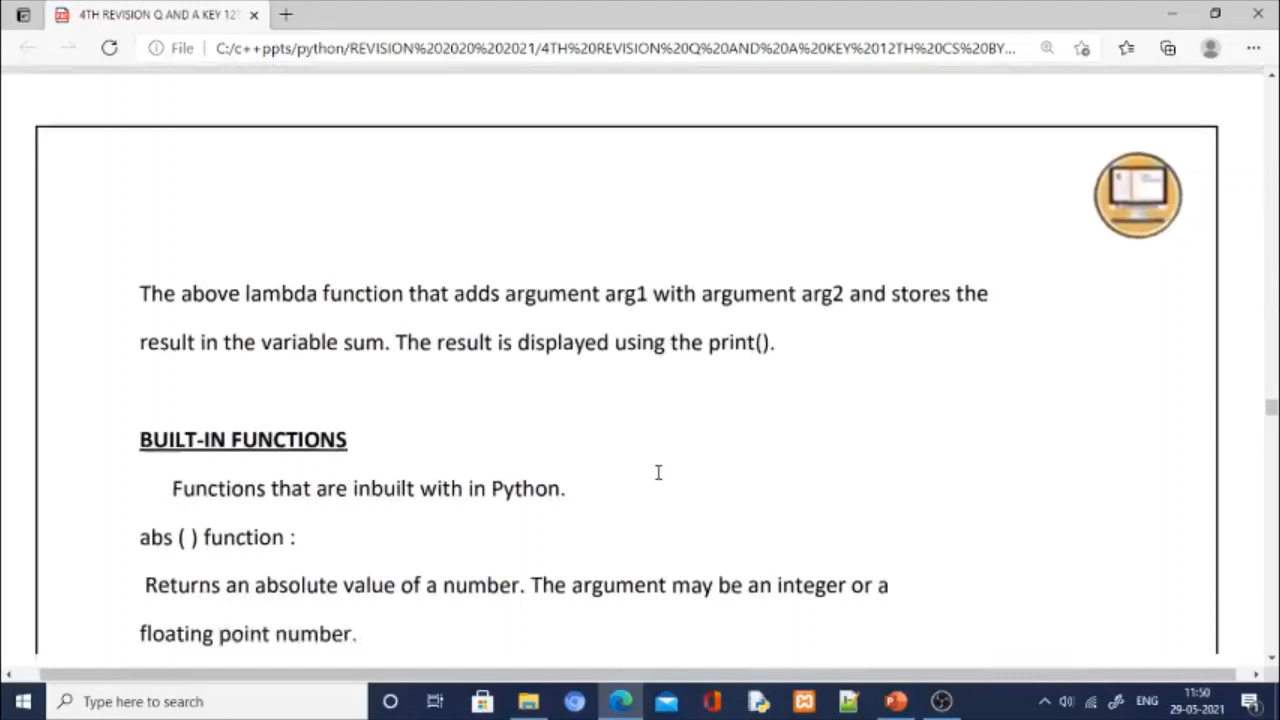 4TH REVISION Q AND A KEY 12T
File
C:/c++ppts/python/REVISION%202020%202021/4TH%20REVISION%20Q%20AND%20A%20KEY%2012TH%20CS%20BY...
The above lambda function that adds argument arg1 with argument arg2 and stores the
result in the variable sum. The result is displayed using the print().
BUILT-IN FUNCTIONS
Functions that are inbuilt with in Python.
abs ( ) function :
Returns an absolute value of a number. The argument may be an integer or a
floating point number.
Type here to search
ENG
11:50
29-05-2021